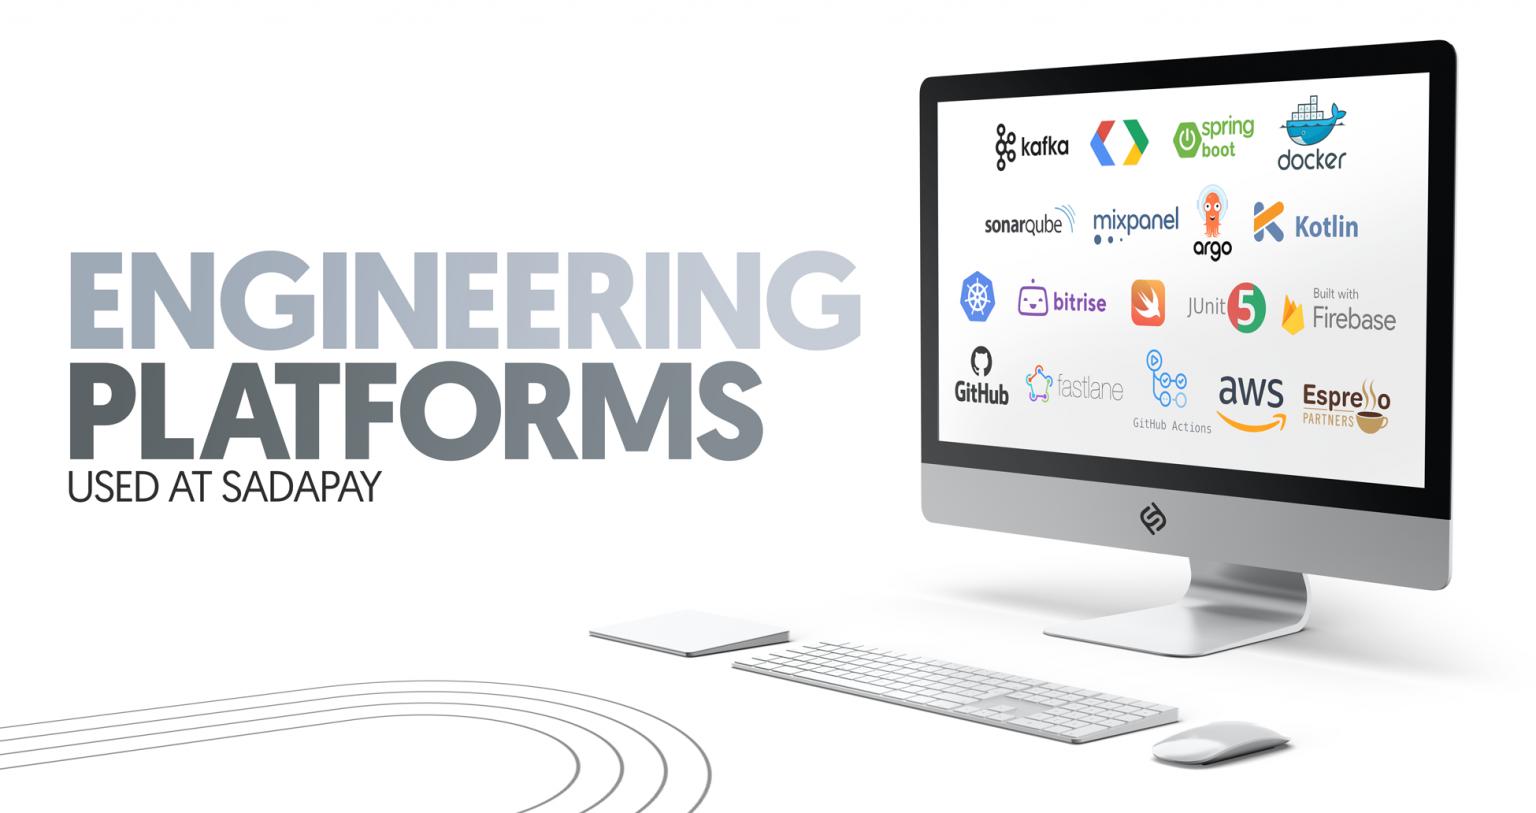 ENGINEERING
PLATFORMS
USED AT SADAPAY
kafka
spring
boot
docker
sonarqube
mixpanel
argo
Kotlin
bitrise
JUnit 5
Built with
Firebase
GitHub
fastlane
GitHub Actions
aws
Espresso
PARTNERS